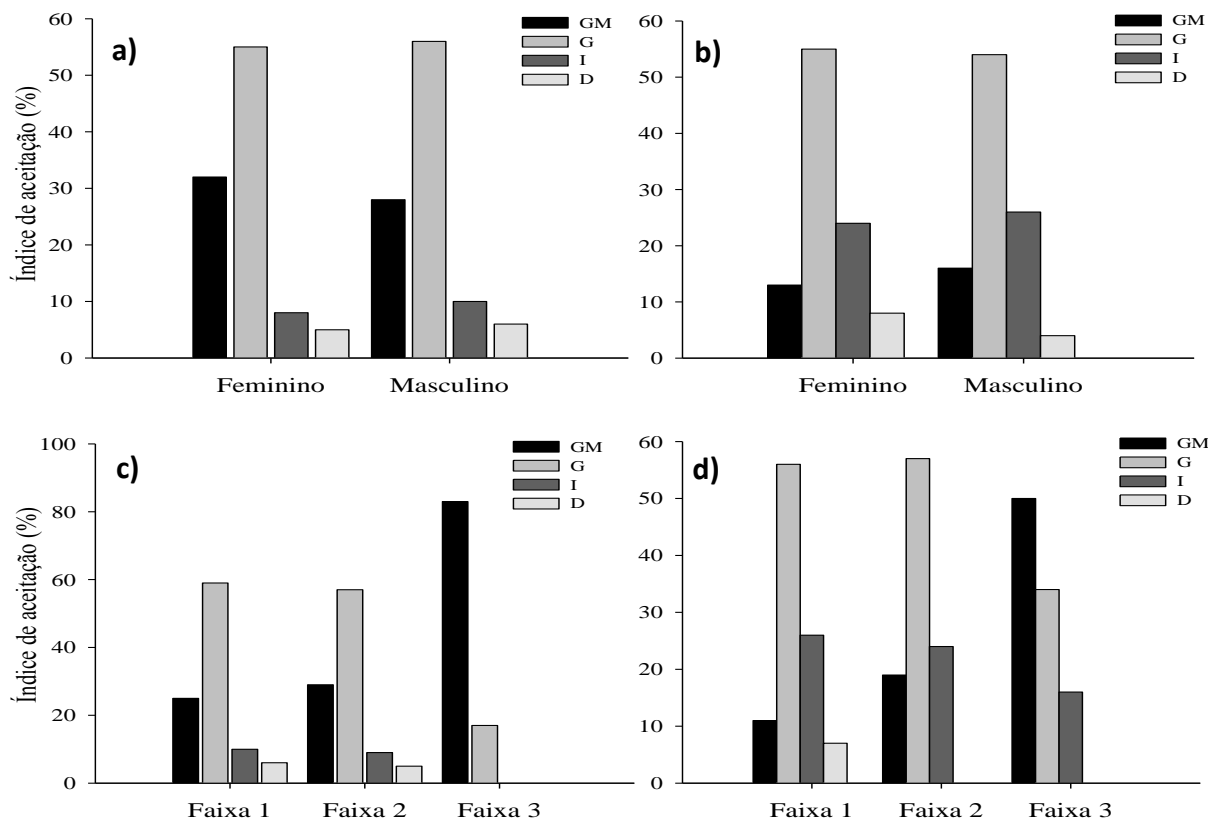 a)
Índice de aceitação (%)
60
50
40
30
20
10
0
GM
G
I
D
Feminino
Masculino
b)
60
50
40
30
20
10
0
GM
G
I
D
Feminino
Masculino
c)
Índice de aceitação (%)
100
80
60
40
20
0
GM
G
I
D
Faixa 1
Faixa 2
Faixa 3
d)
60
50
40
30
20
10
0
GM
G
I
D
Faixa 1
Faixa 2
Faixa 3